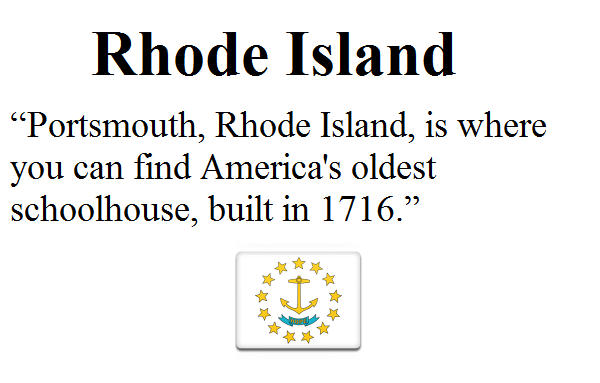 Rhode Island
“Portsmouth, Rhode Island, is where
you can find America's oldest
schoolhouse, built in 1716.”